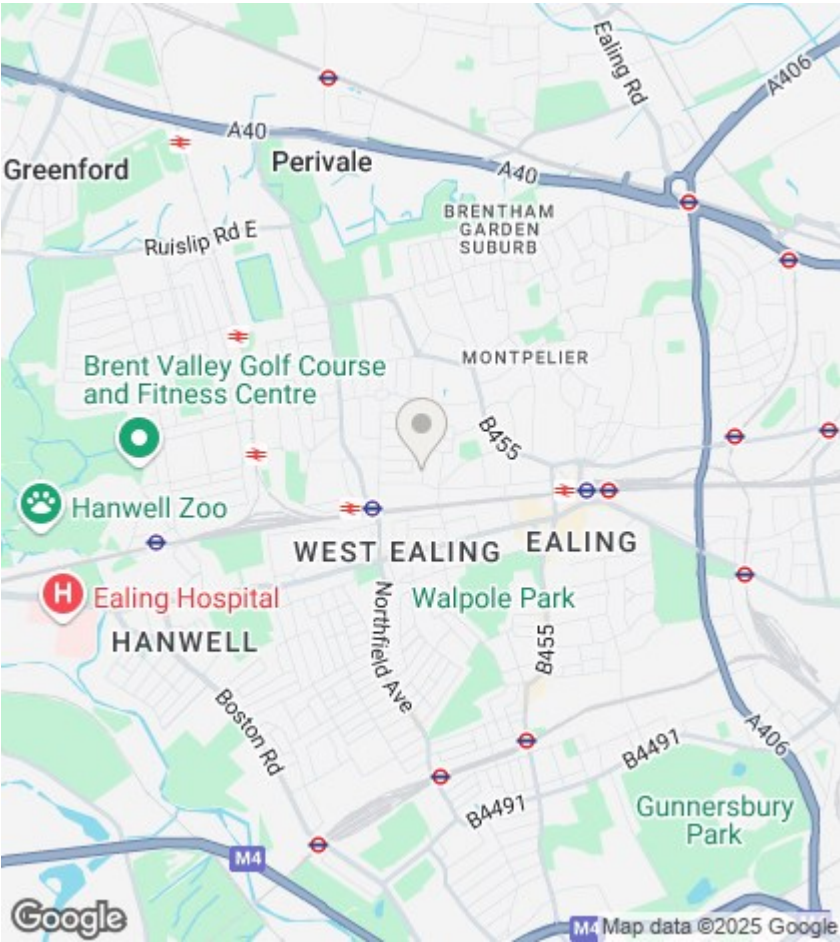 Ealing Rd
A406
A40
Greenford
Perivale
A40
BRENTHAM
GARDEN
SUBURB
Ruislip Rd E
MONTPELIER
Brent Valley Golf Course
and Fitness Centre
B455
Hanwell Zoo
WEST EALING
EALING
H
Ealing Hospital
Walpole Park
HANWELL
Northfield Ave
B455
Boston Rd
A406
B4491
B4491
Gunnersbury
Park
M4
Google
M4
Map data ©2025 Google